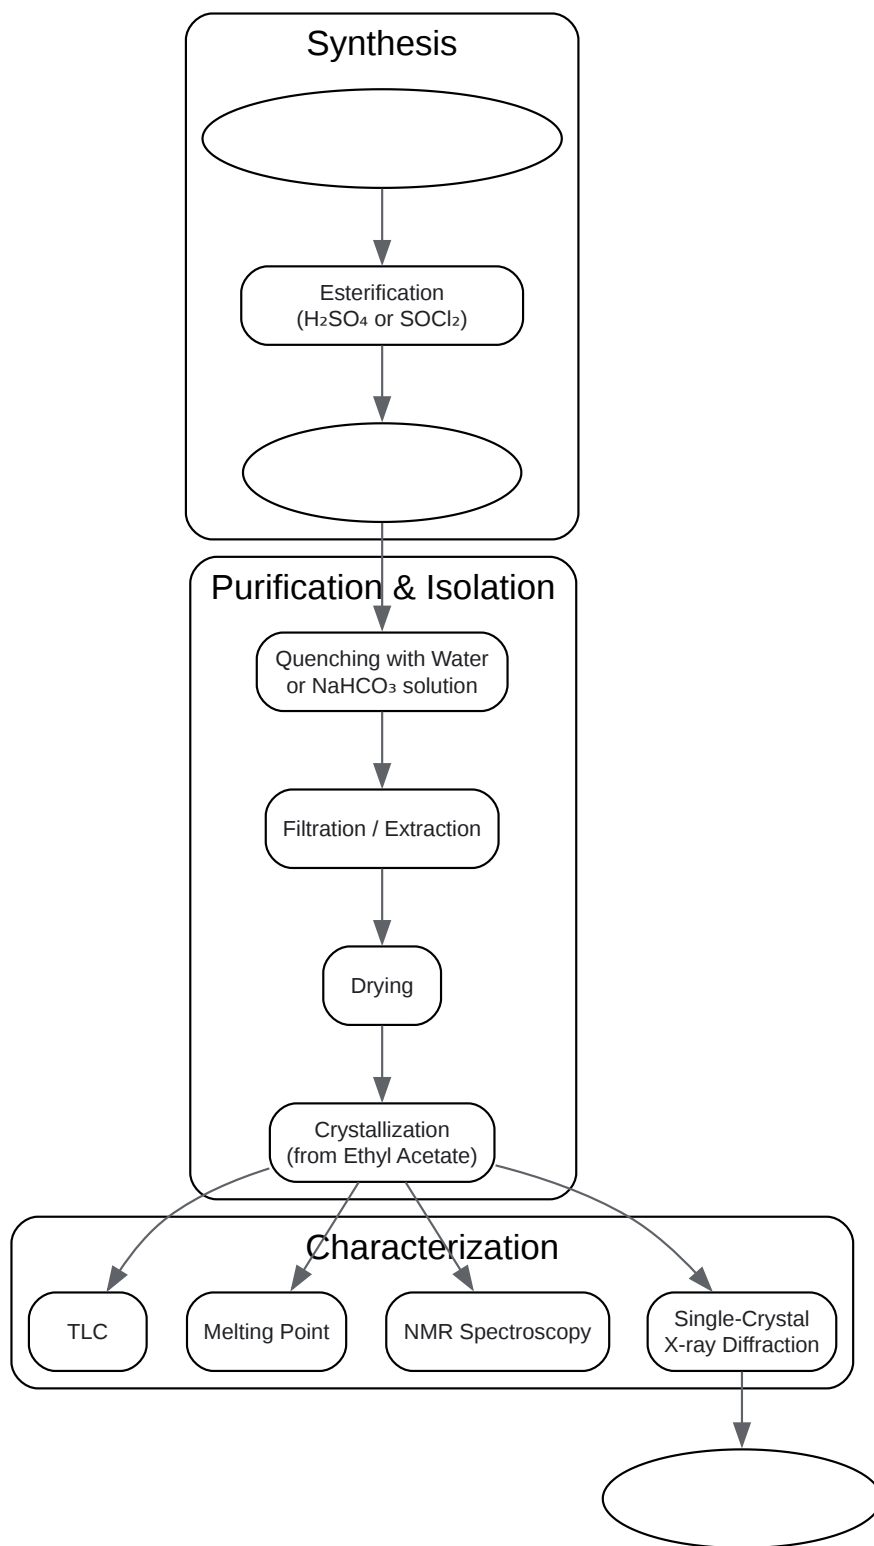 Synthesis
Esterification
(H₂SO₄ or SOCl₂)
Purification & Isolation
Quenching with Water
or NaHCO₃ solution
Filtration / Extraction
Drying
Crystallization
(from Ethyl Acetate)
Characterization
TLC
Melting Point
NMR Spectroscopy
Single-Crystal
X-ray Diffraction